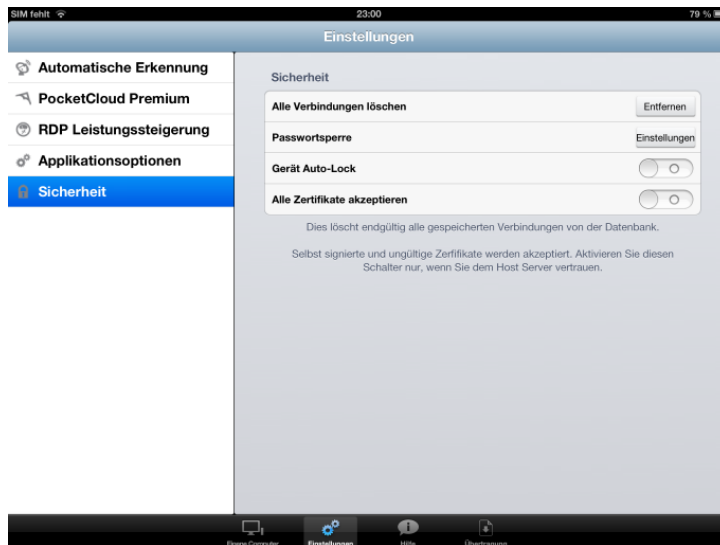 SIM fehlt
23:00
79 %
Einstellungen
Automatische Erkennung
PocketCloud Premium
RDP Leistungssteigerung
Applikationsoptionen
Sicherheit
Sicherheit
Alle Verbindungen löschen
Entfernen
Passwortsperre
Einstellungen
Gerät Auto-Lock
Alle Zertifikate akzeptieren
Dies löscht endgültig alle gespeicherten Verbindungen von der Datenbank.
Selbst signierte und ungültige Zerfifikate werden akzeptiert. Aktivieren Sie diesen
Schalter nur, wenn Sie dem Host Server vertrauen.
Eigene Computer
Einstellungen
Hilfe
Übertragung